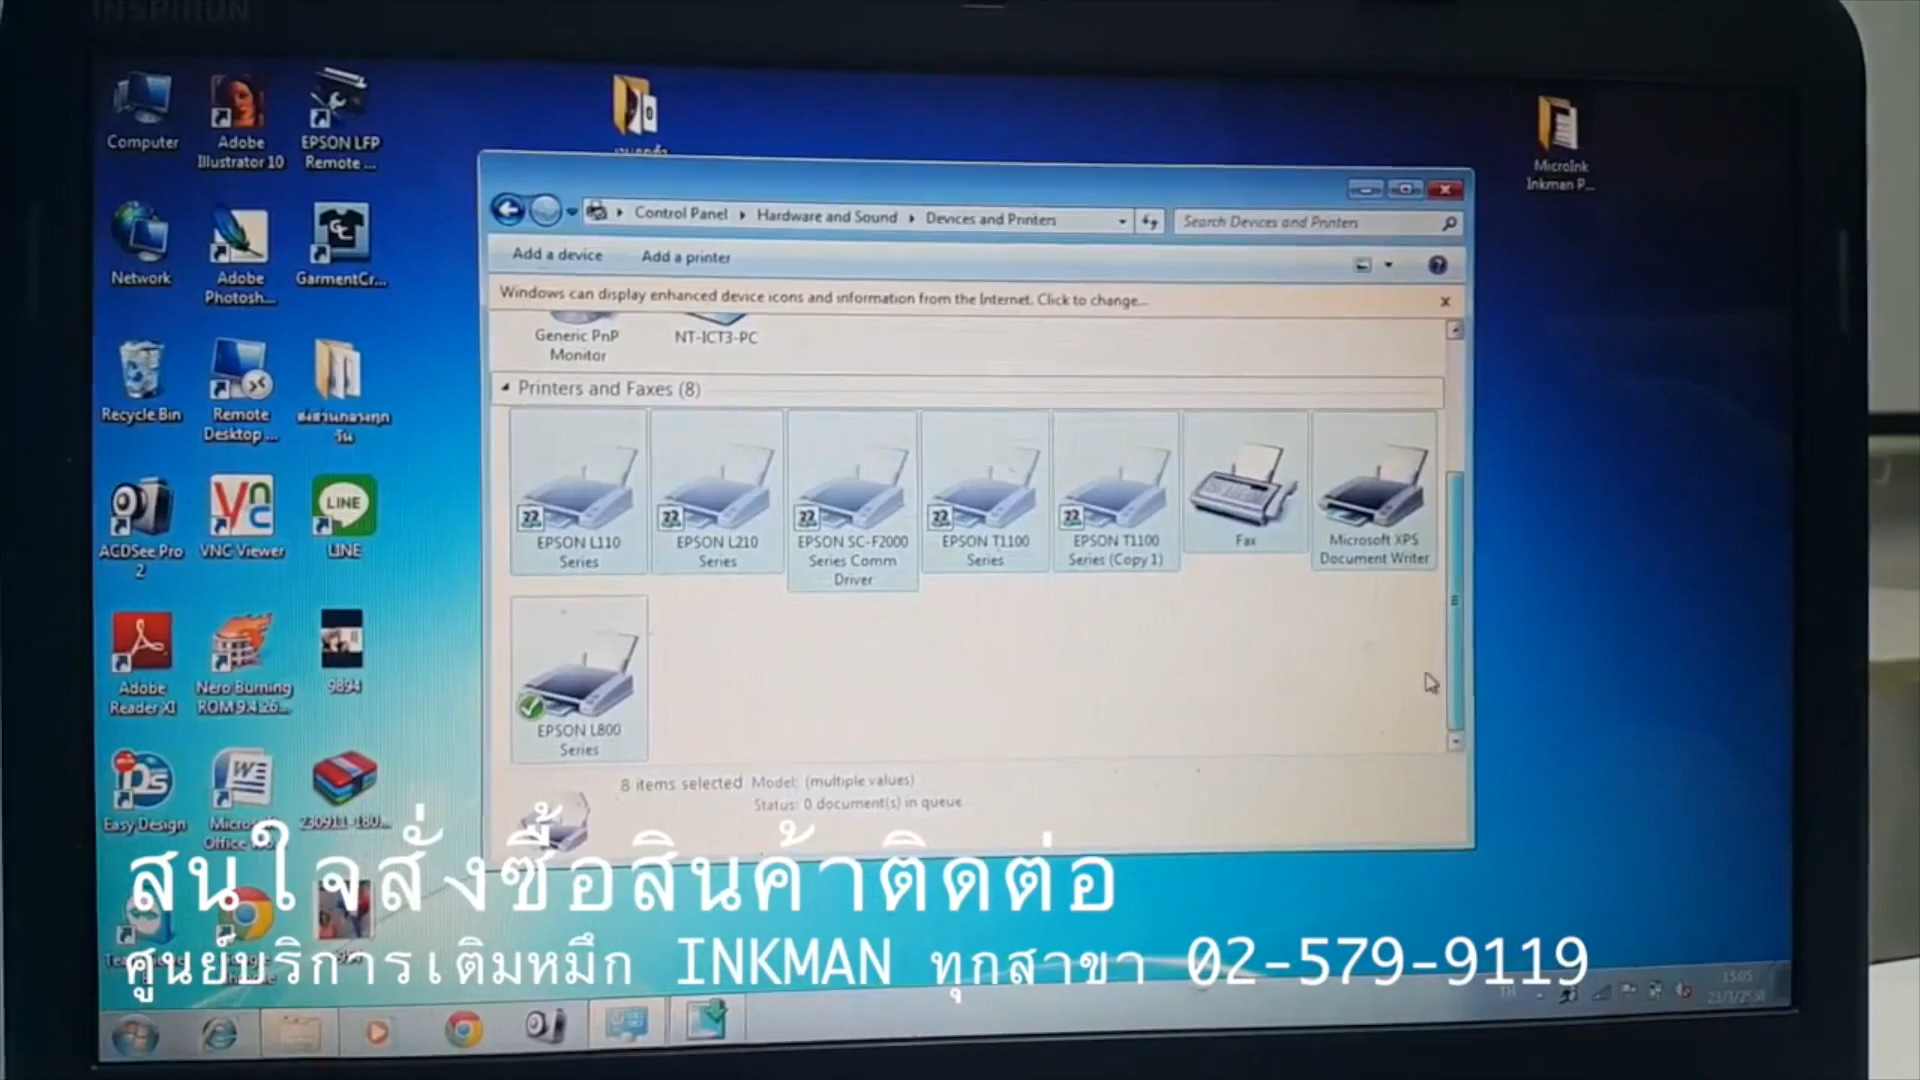 INSPIRON
Computer
Adobe
Illustrator 10
EPSON LFP
Remote ...
MicroInk
Inkman P...
Network
Adobe
Photosh...
GarmentCr...
Recycle Bin
Remote
Desktop ...
ACDSee Pro
2
VNC Viewer
LINE
LINE
Adobe
Reader XI
Nero Burning
ROM 9.4.26...
9894
Easy Design
Office
230911-180...
Control Panel
Hardware and Sound
Devices and Printers
Search Devices and Printers
Add a device
Add a printer
Windows can display enhanced device icons and information from the Internet. Click to change...
Generic PnP
Monitor
NT-ICT3-PC
Printers and Faxes (8)
EPSON L110
Series
EPSON L210
Series
EPSON SC-F2000
Series Comm
Driver
EPSON T1100
Series
EPSON T1100
Series (Copy 1)
Fax
Microsoft XPS
Document Writer
EPSON L800
Series
8 items selected Model: (multiple values)
Status: 0 document(s) in queue
สนใจสั่งซื้อสินค้าติดต่อ
ศูนย์บริการเติมหมึก INKMAN ทุกสาขา 02-579-9119
TH
15:05